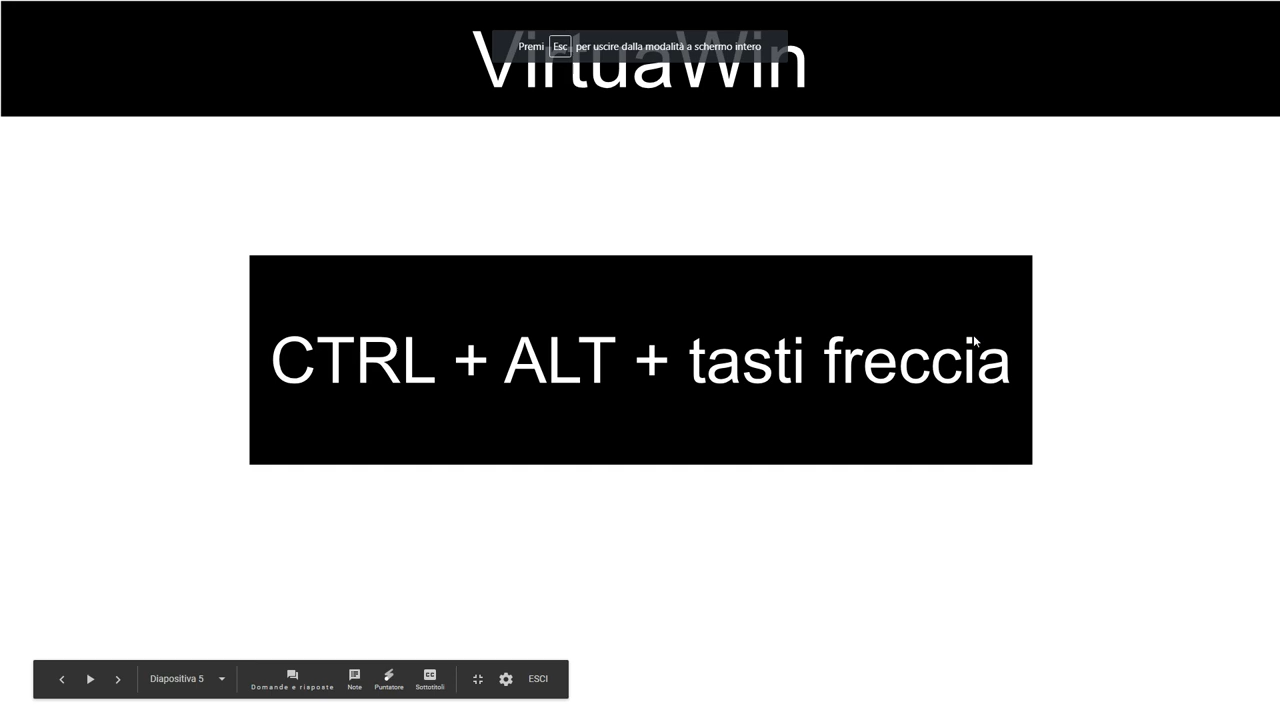 VirtuaWin
Premi Esc per uscire dalla modalità a schermo intero
CTRL + ALT + tasti freccia
Diapositiva 5
Domande e risposte
Note
Puntatore
Sottotitoli
ESCI